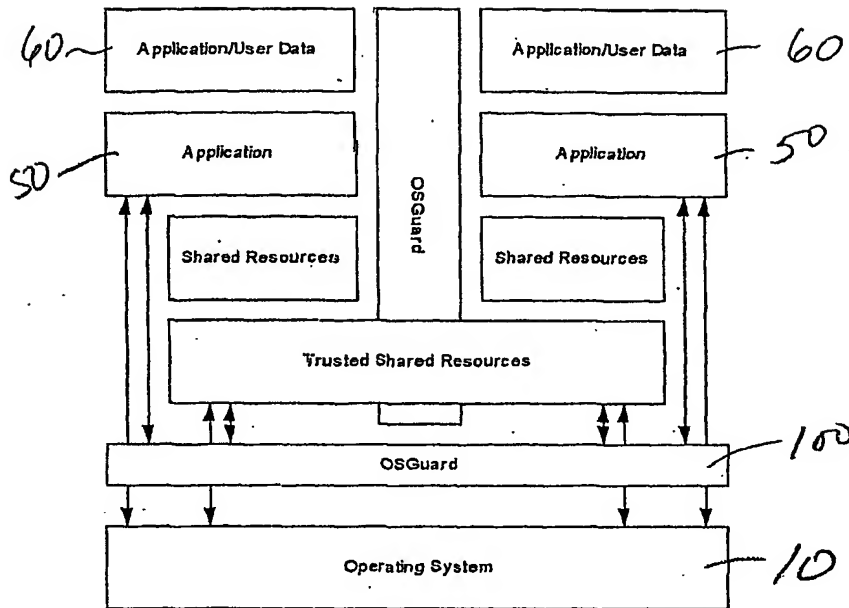 60 Application/User Data Application/User Data 60
50 Application Application 50
OSGuard
Shared Resources Shared Resources
Trusted Shared Resources
OSGuard 100
Operating System 10